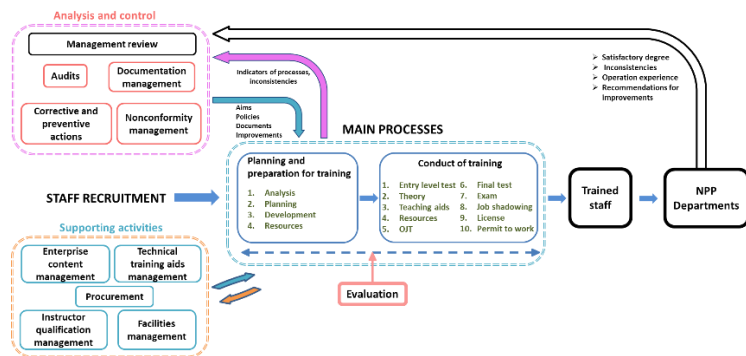 Analysis and control
Management review
Audits
Documentation
management
Corrective and
preventive
actions
Nonconformity
management
Indicators of processes,
inconsistencies
Aims
Policies
Documents
Improvements
Satisfactory degree
Inconsistencies
Operation experience
Recommendations for
Improvements
MAIN PROCESSES
Planning and
preparation for training
1. Analysis
2. Planning
3. Development
4. Resources
Conduct of training
1. Entry level test
2. Theory
3. Teaching aids
4. Resources
5. OJT
6. Final test
7. Exam
8. Job shadowing
9. License
10. Permit to work
STAFF RECRUITMENT
Trained
staff
NPP
Departments
Evaluation
Supporting activities
Enterprise
content
management
Technical
training aids
management
Procurement
Instructor
qualification
management
Facilities
management